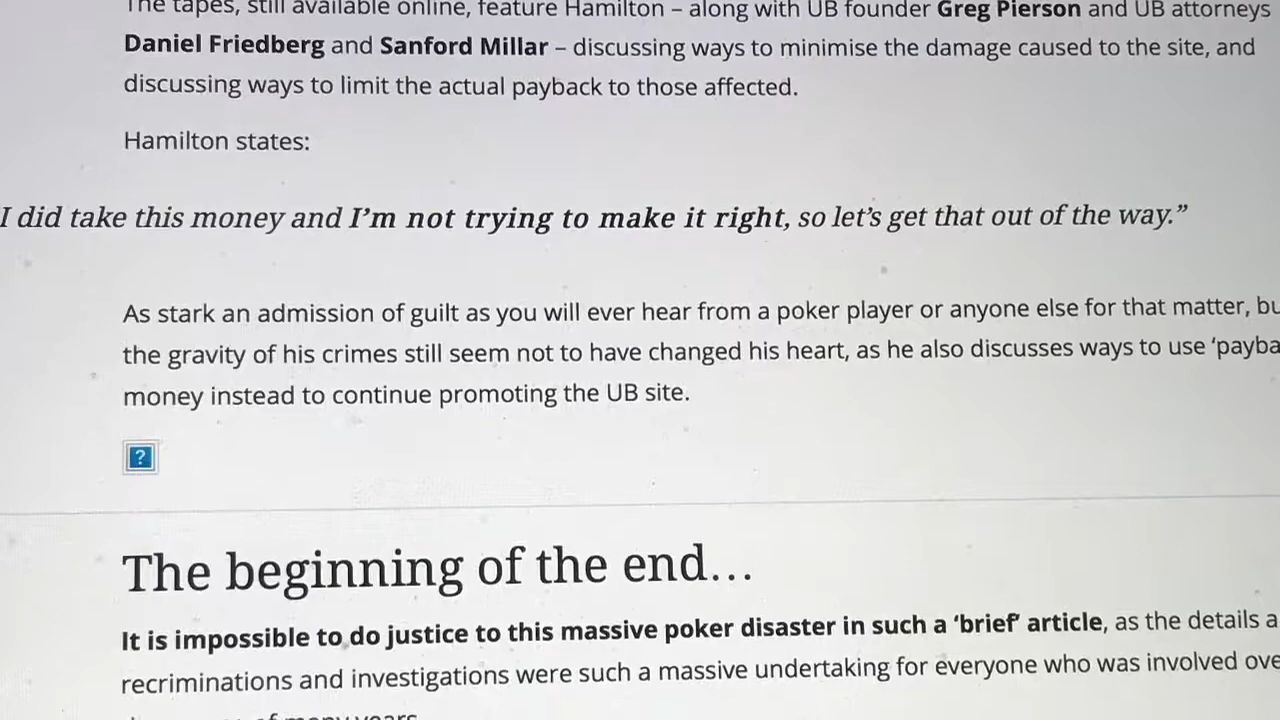 The tapes, still available online, feature Hamilton – along with UB founder Greg Pierson and UB attorneys
Daniel Friedberg and Sanford Millar – discussing ways to minimise the damage caused to the site, and
discussing ways to limit the actual payback to those affected.
Hamilton states:
I did take this money and I’m not trying to make it right, so let’s get that out of the way.”
As stark an admission of guilt as you will ever hear from a poker player or anyone else for that matter,
the gravity of his crimes still seem not to have changed his heart, as he also discusses ways to use
money instead to continue promoting the UB site.
?
The beginning of the end...
It is impossible to do justice to this massive poker disaster in such a ‘brief’ article, as the details
recriminations and investigations were such a massive undertaking for everyone who was involved
of many years